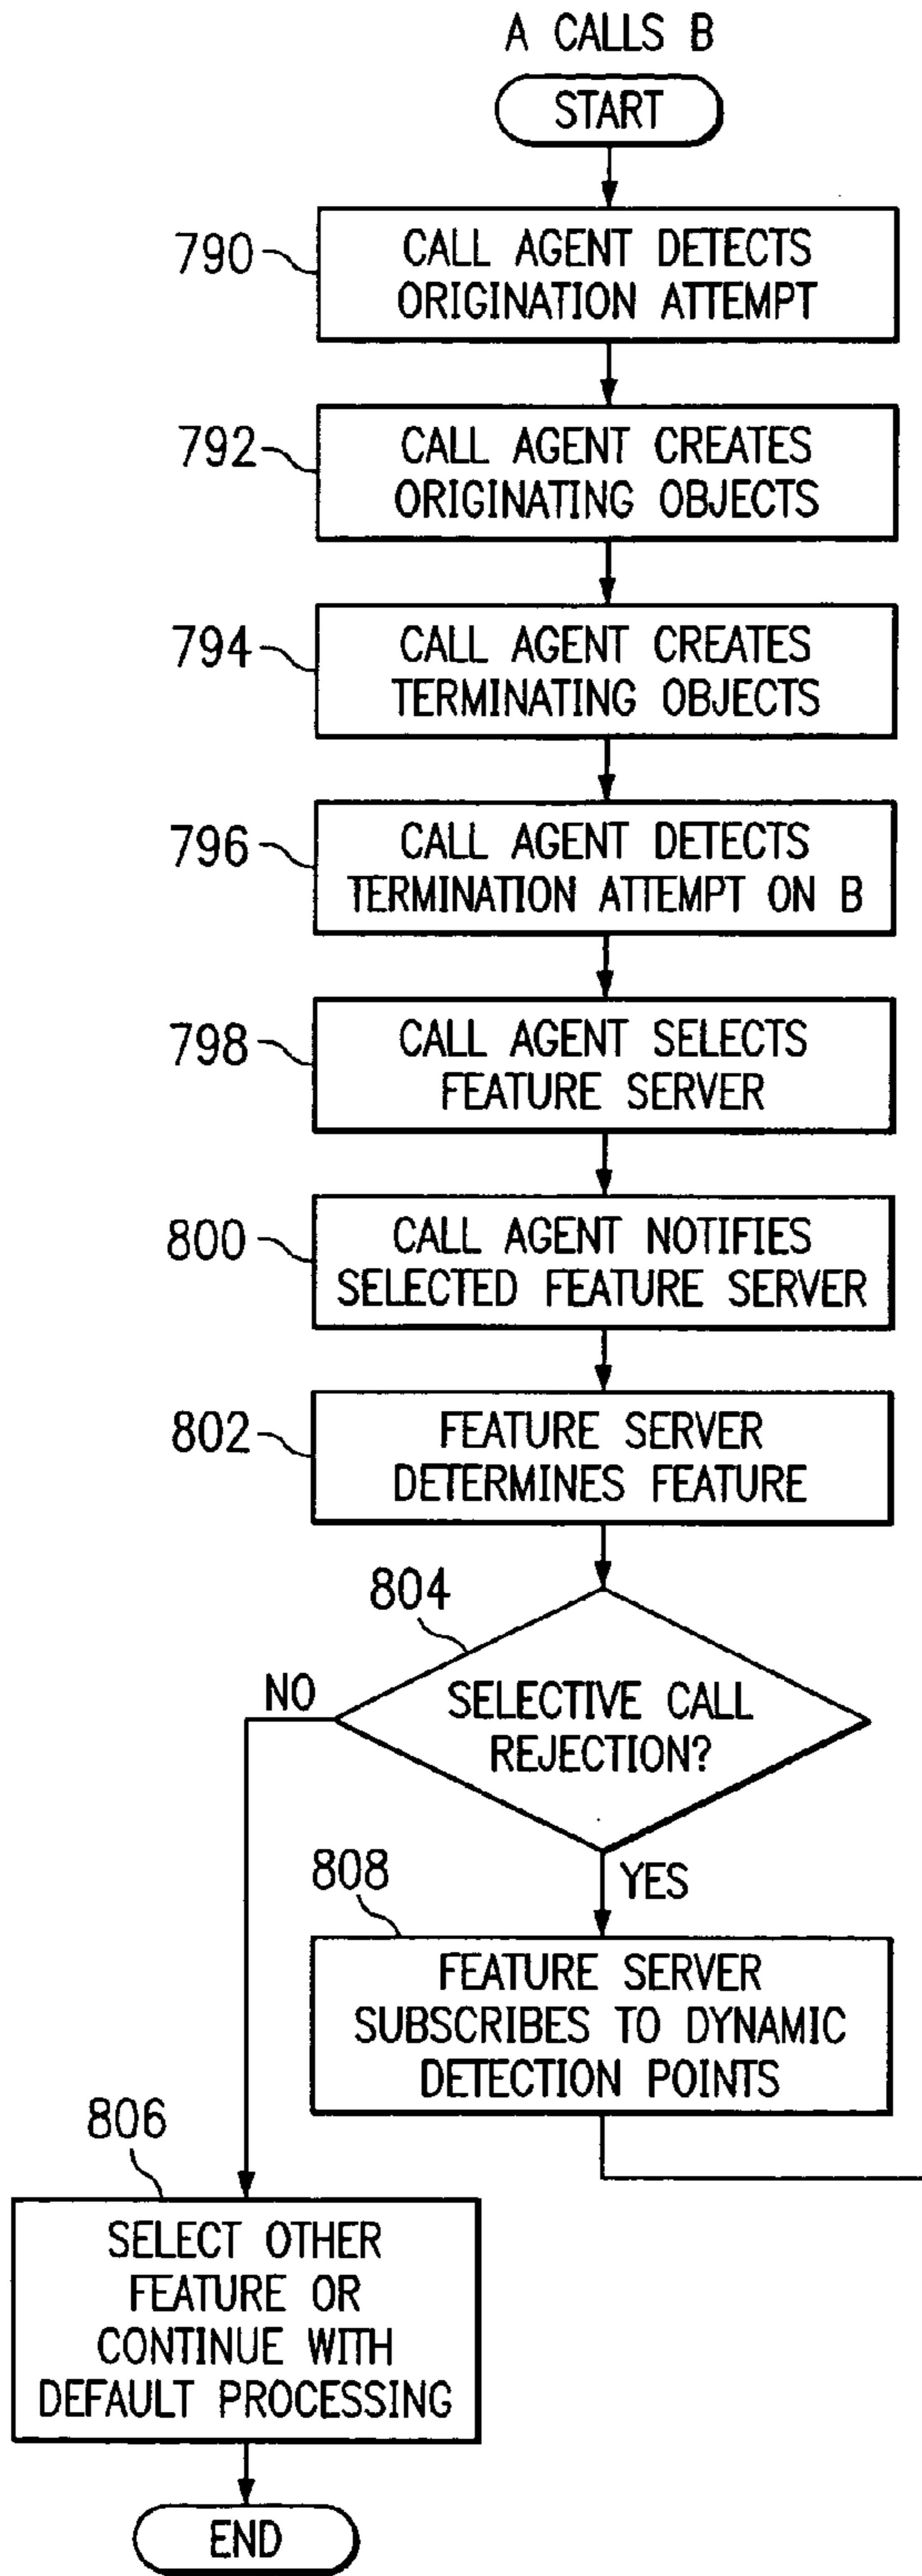 A CALLS B
START
790
CALL AGENT DETECTS
ORIGINATION ATTEMPT
792
CALL AGENT CREATES
ORIGINATING OBJECTS
794
CALL AGENT CREATES
TERMINATING OBJECTS
796
CALL AGENT DETECTS
TERMINATION ATTEMPT ON B
798
CALL AGENT SELECTS
FEATURE SERVER
800
CALL AGENT NOTIFIES
SELECTED FEATURE SERVER
802
FEATURE SERVER
DETERMINES FEATURE
804
NO
SELECTIVE CALL
REJECTION?
YES
808
FEATURE SERVER
SUBSCRIBES TO DYNAMIC
DETECTION POINTS
806
SELECT OTHER
FEATURE OR
CONTINUE WITH
DEFAULT PROCESSING
END